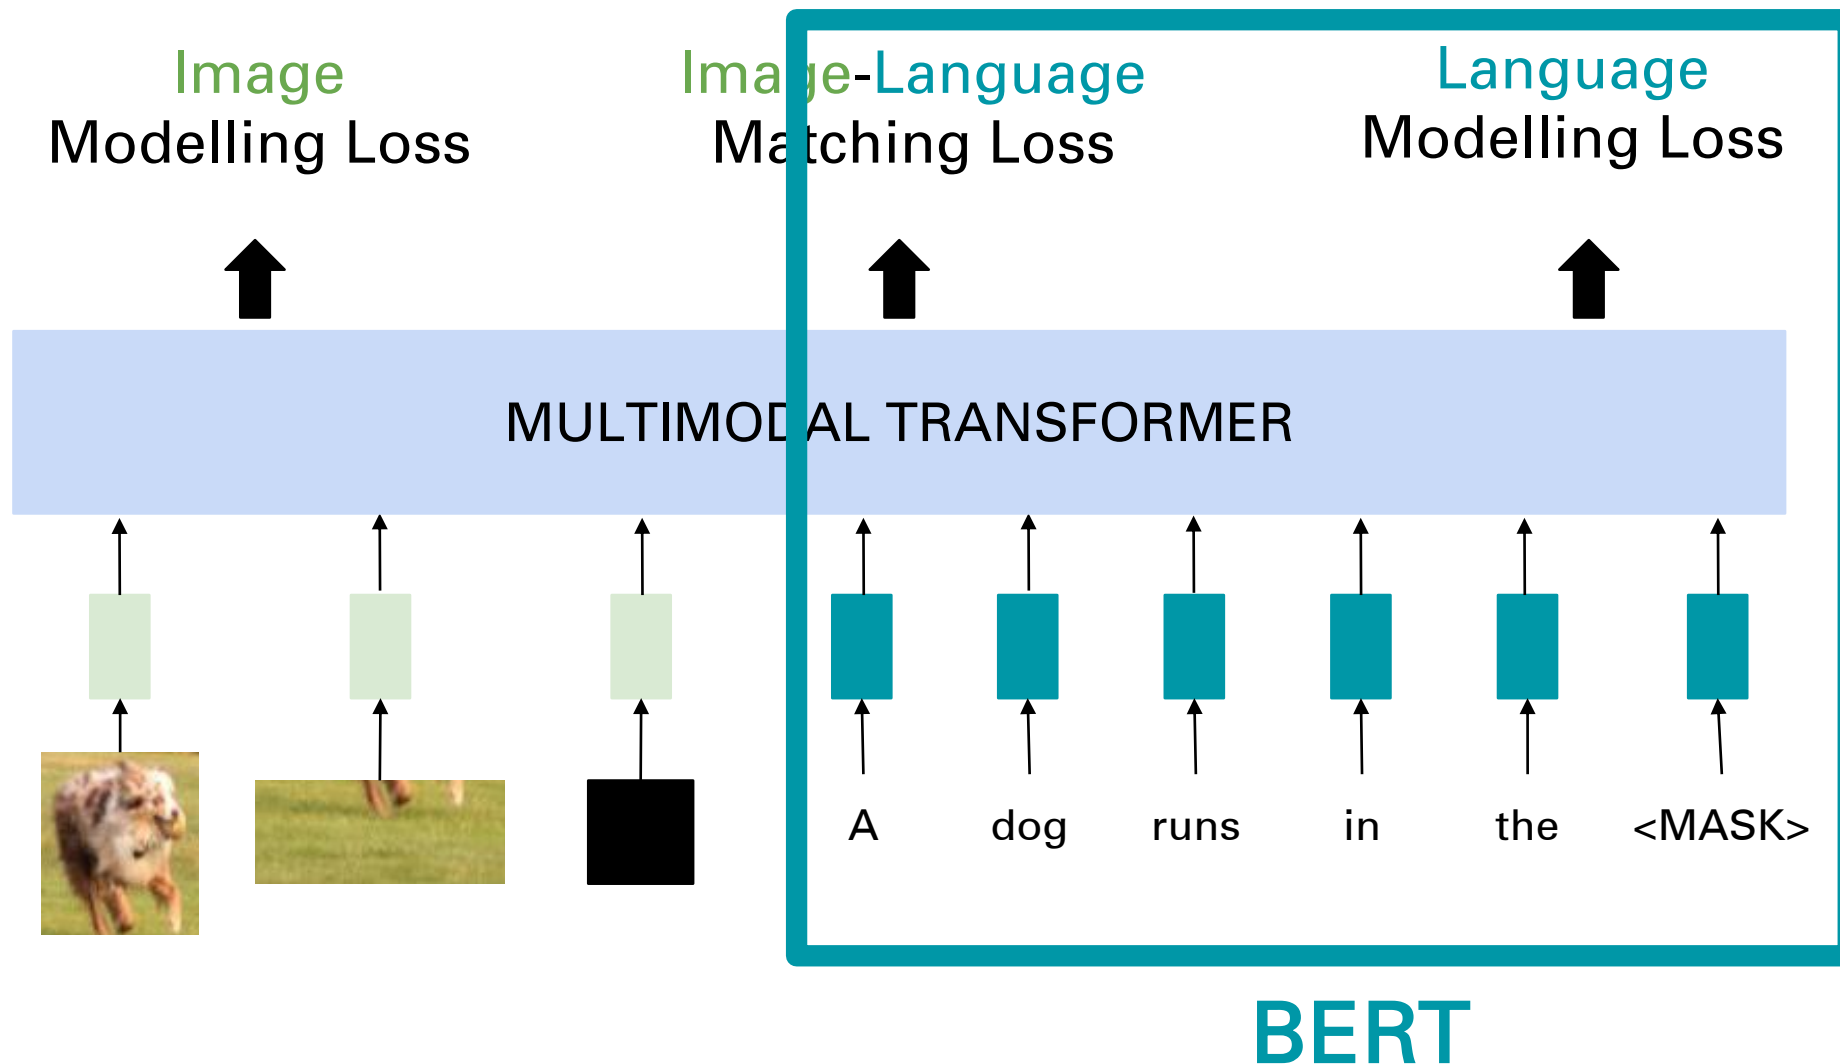 Image
Modelling Loss
Image-Language
Matching Loss
Language
Modelling Loss
MULTIMODAL TRANSFORMER
A dog runs in the <MASK>
BERT